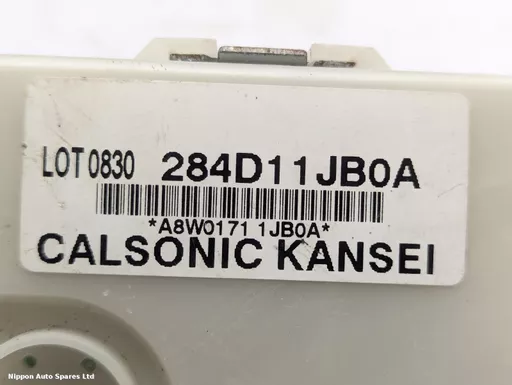 LOT 0830 284D11JB0A
*A8W0171 1JB0A*
CALSONIC KANSEI
Nippon Auto Spares Ltd